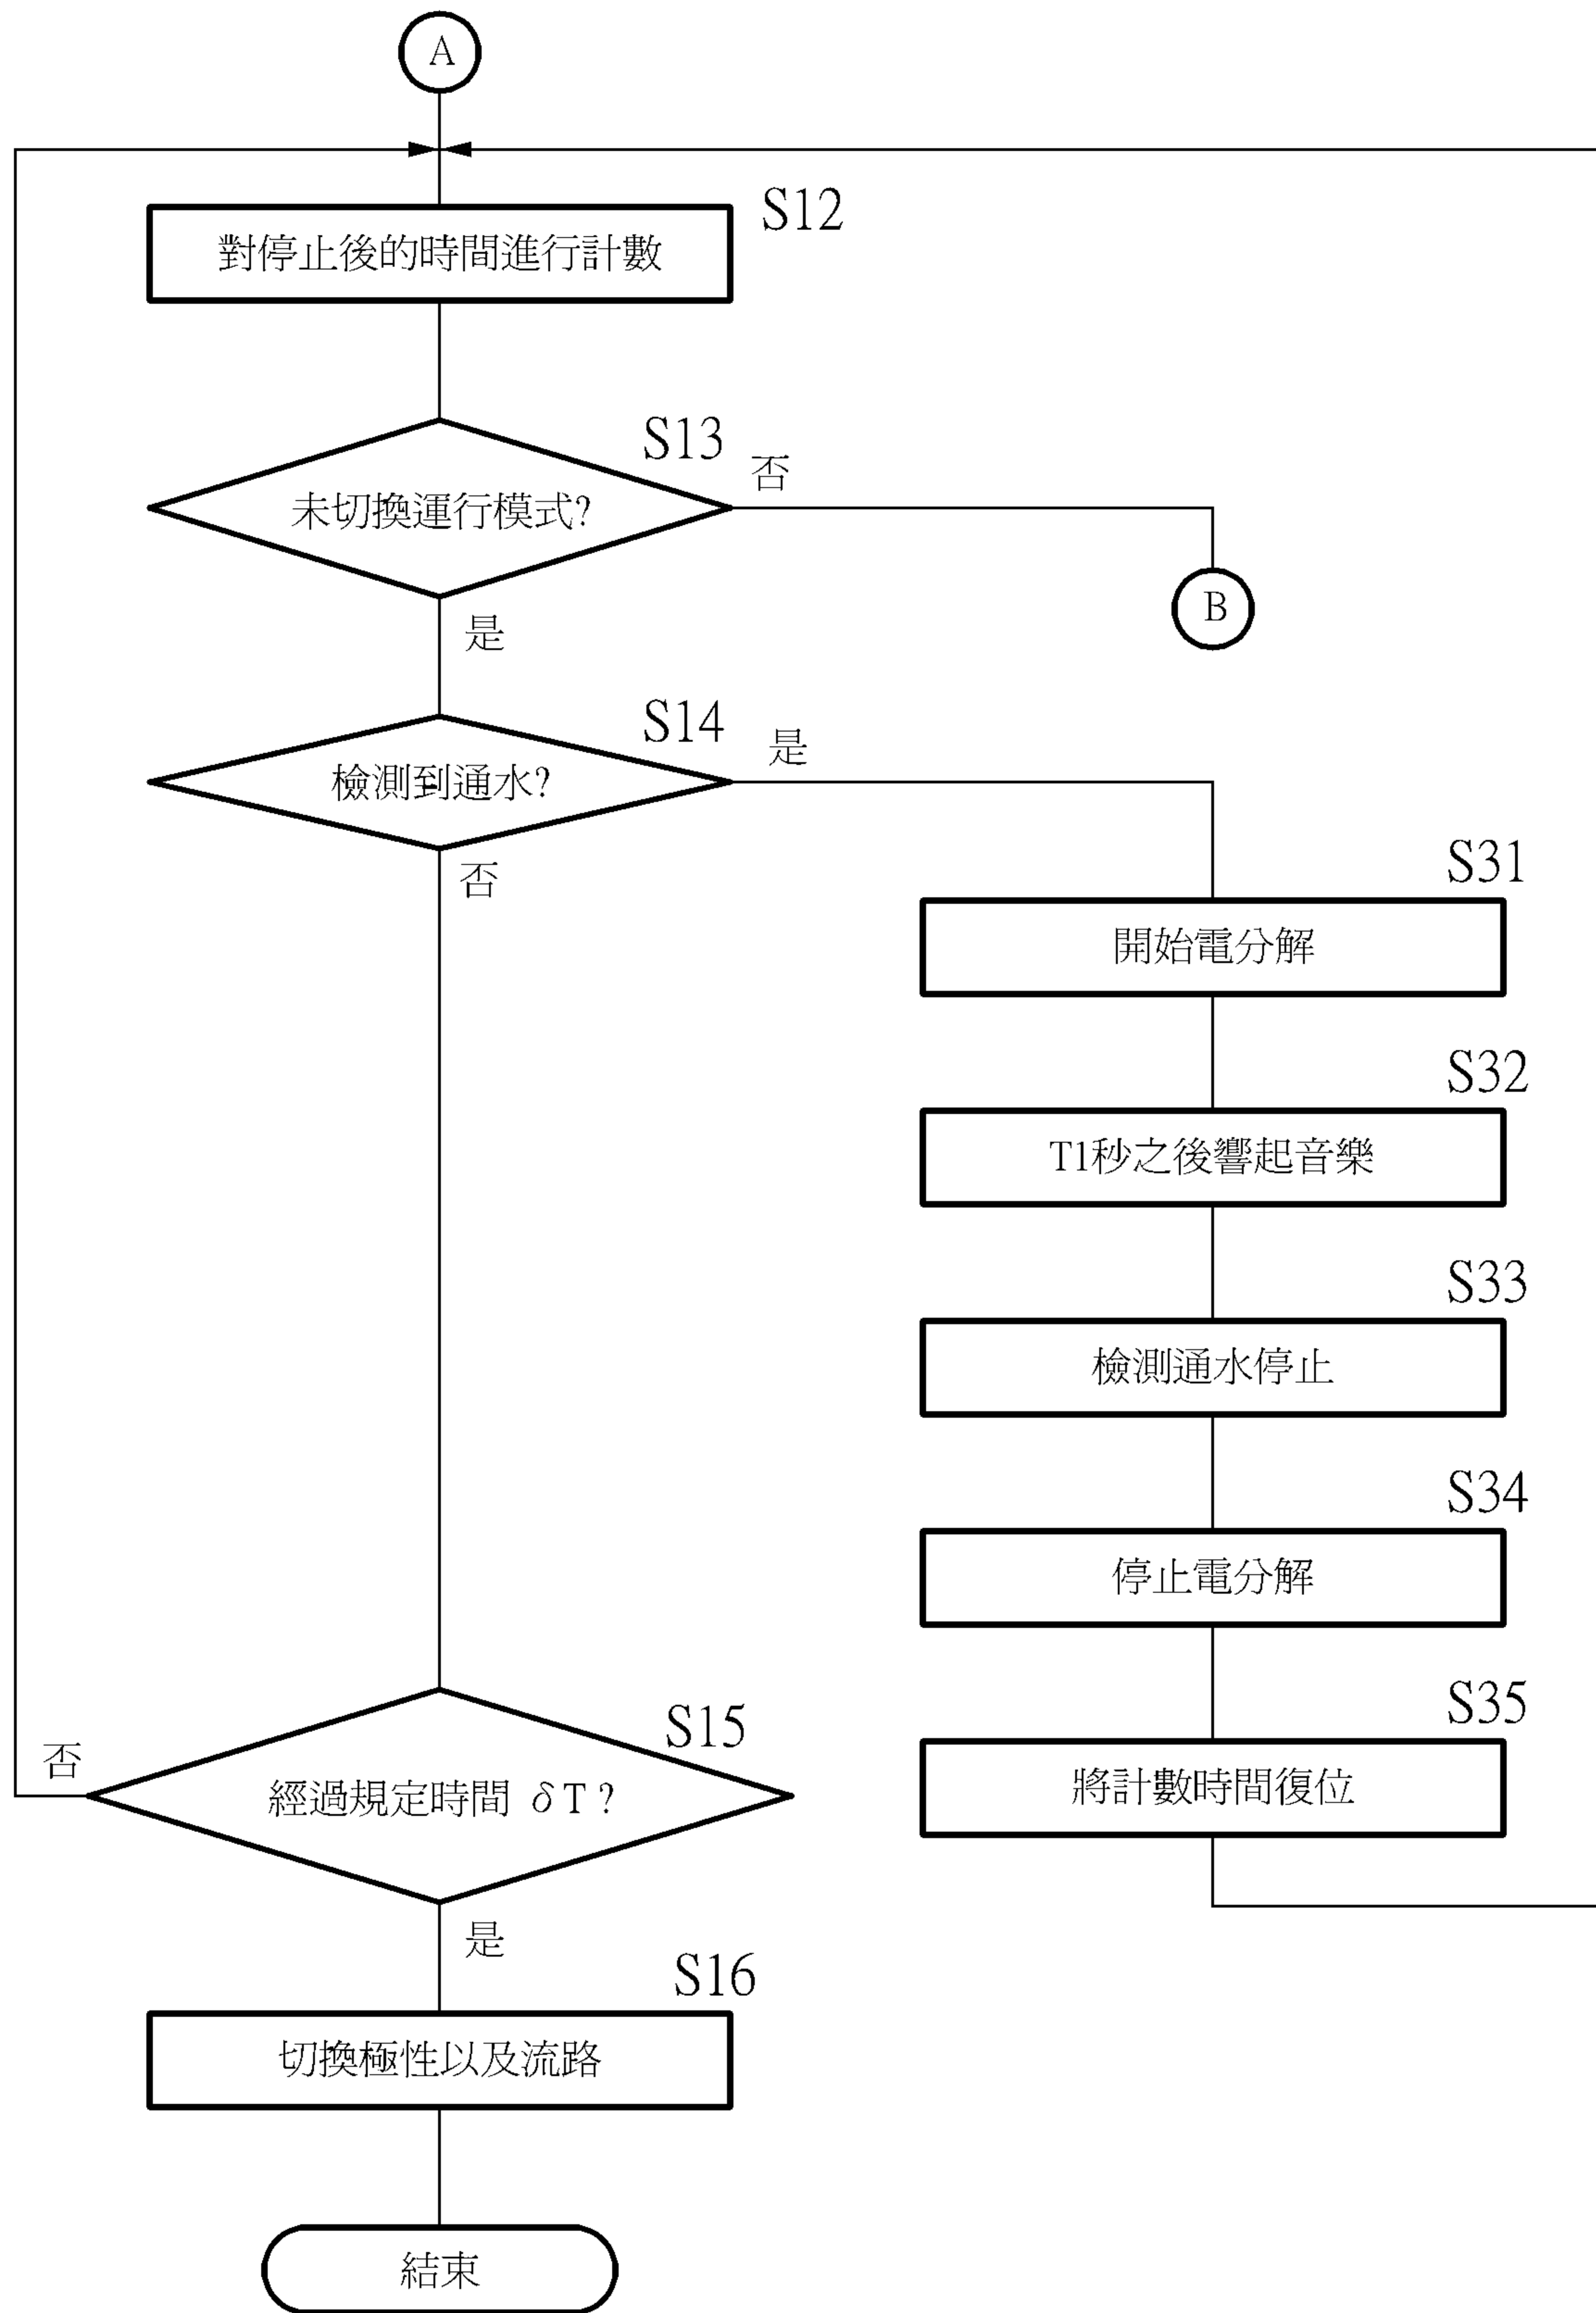 A
S12
對停止後的時間進行計數
S13
未切換運行模式?
否
B
是
S14
檢測到通水?
是
否
S31
開始電分解
S32
T1秒之後響起音樂
S33
檢測通水停止
S34
停止電分解
S35
將計數時間復位
S15
經過規定時間 δT?
否
是
S16
切換極性以及流路
結束